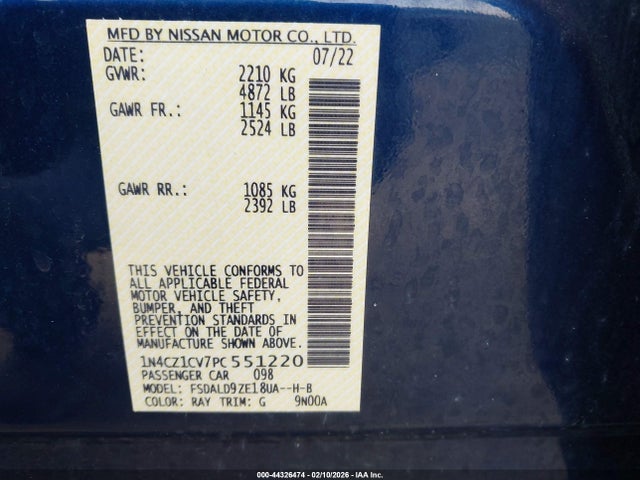 MFD BY NISSAN MOTOR CO., LTD.
DATE: 07/22
GVWR: 2210 KG
4872 LB
GAWR FR.: 1145 KG
2524 LB
GAWR RR.: 1085 KG
2392 LB
THIS VEHICLE CONFORMS TO
ALL APPLICABLE FEDERAL
MOTOR VEHICLE SAFETY,
BUMPER, AND THEFT
PREVENTION STANDARDS IN
EFFECT ON THE DATE OF
MANUFACTURE SHOWN ABOVE.
1N4CZ1CV7PC551220
PASSENGER CAR 098
MODEL: FSDALD9ZE18UA--H-B
COLOR: RAY TRIM: G 9N00A
000-44326474 - 02/10/2026 - IAA Inc.